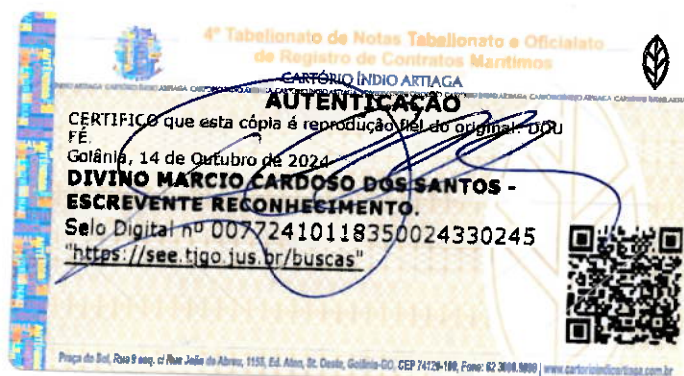 4º Tabelionato de Notas Tabelionato e Oficialato
de Registro de Contratos Marítimos
CARTÓRIO ÍNDIO ARTIAGA
AUTENTICAÇÃO
CERTIFICO que esta cópia é reprodução fiel do original. DOU
FÉ.
Goiânia, 14 de Outubro de 2024
DIVINO MARCIO CARDOSO DOS SANTOS -
ESCREVENTE RECONHECIMENTO.
Selo Digital nº 00772410118350024330245
"https://see.tjgo.jus.br/buscas"
Praça do Sol, Rua 9 esq. c/ Rua João de Abreu, 1155, Ed. Aton, St. Oeste, Goiânia-GO, CEP 74120-100, Fone: 62 | www.cartorioindioartiaga.com.br